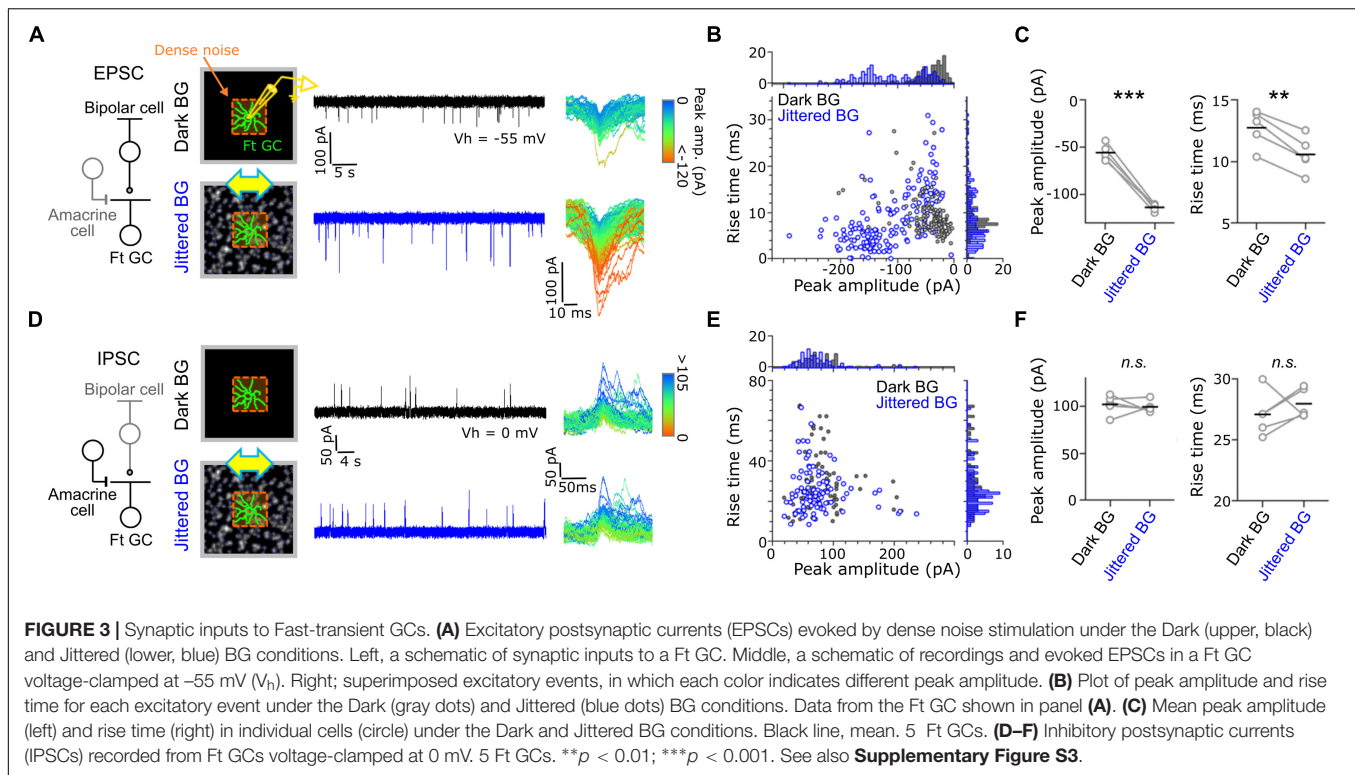 A
Dense noise
EPSC
Bipolar cell
Amacrine
cell
Ft GC
Dark BG
Ft GC
Jittered BG
100 pA
5 s
Vh = -55 mV
0
<-120
Peak amp. (pA)
100 pA
10 ms
B
20
0
Dark BG
Jittered BG
40
30
20
10
0
Rise time (ms)
-200
-100
0
Peak amplitude (pA)
0
20
C
***
0
-50
-100
Peak amplitude (pA)
Dark BG
Jittered BG
**
15
10
5
Rise time (ms)
Dark BG
Jittered BG
D
IPSC
Bipolar cell
Amacrine
cell
Ft GC
Dark BG
Jittered BG
50 pA
4 s
Vh = 0 mV
>105
0
50 pA
50ms
E
20
0
Dark BG
Jittered BG
80
60
40
20
0
Rise time (ms)
0
100
200
Peak amplitude (pA)
0
10
F
n.s.
100
50
0
Peak amplitude (pA)
Dark BG
Jittered BG
n.s.
30
25
20
Rise time (ms)
Dark BG
Jittered BG
FIGURE 3 | Synaptic inputs to Fast-transient GCs. (A) Excitatory postsynaptic currents (EPSCs) evoked by dense noise stimulation under the Dark (upper, black)
and Jittered (lower, blue) BG conditions. Left, a schematic of synaptic inputs to a Ft GC. Middle, a schematic of recordings and evoked EPSCs in a Ft GC
voltage-clamped at –55 mV (Vh). Right; superimposed excitatory events, in which each color indicates different peak amplitude. (B) Plot of peak amplitude and rise
time for each excitatory event under the Dark (gray dots) and Jittered (blue dots) BG conditions. Data from the Ft GC shown in panel (A). (C) Mean peak amplitude
(left) and rise time (right) in individual cells (circle) under the Dark and Jittered BG conditions. Black line, mean. 5 Ft GCs. (D–F) Inhibitory postsynaptic currents
(IPSCs) recorded from Ft GCs voltage-clamped at 0 mV. 5 Ft GCs. **p < 0.01; ***p < 0.001. See also Supplementary Figure S3.